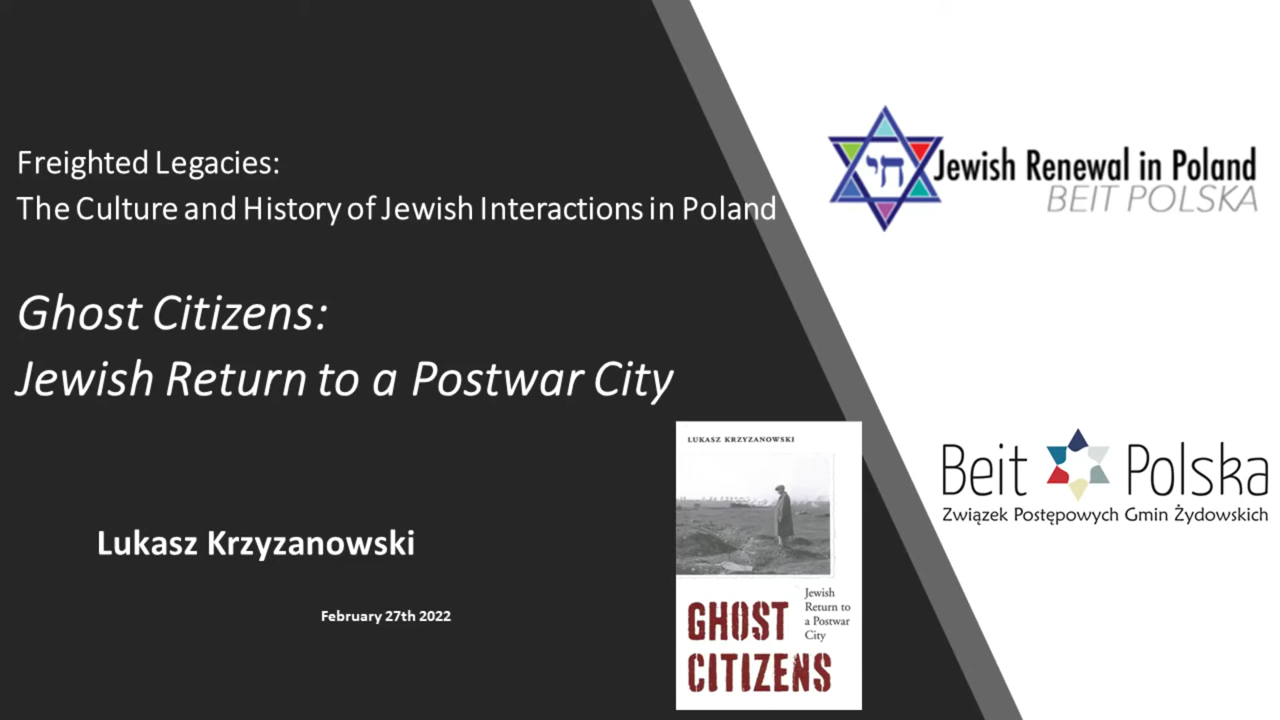 Freighted Legacies:
The Culture and History of Jewish Interactions in Poland
Ghost Citizens:
Jewish Return to a Postwar City
Lukasz Krzyzanowski
February 27th 2022
LUKASZ KRZYZANOWSKI
Jewish
Return to
a Postwar
City
GHOST
CITIZENS
חי
Jewish Renewal in Poland
BEIT POLSKA
Beit Polska
Związek Postępowych Gmin Żydowskich